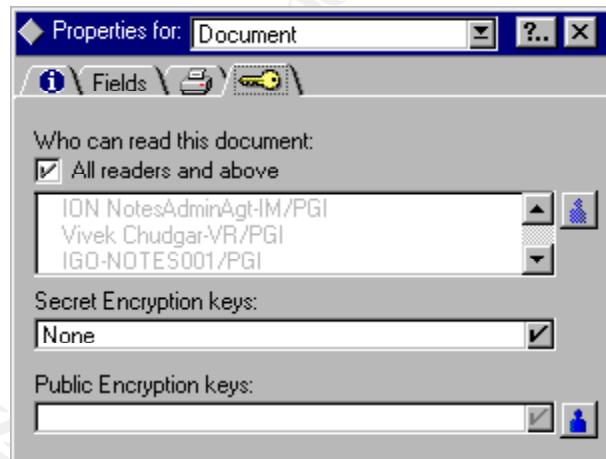 Properties for: Document ?..
Fields
Who can read this document:
All readers and above
ION NotesAdminAgt-IM/PGI
Vivek Chudgar-VR/PGI
IGO-NOTES001/PGI
Secret Encryption keys:
None
Public Encryption keys: